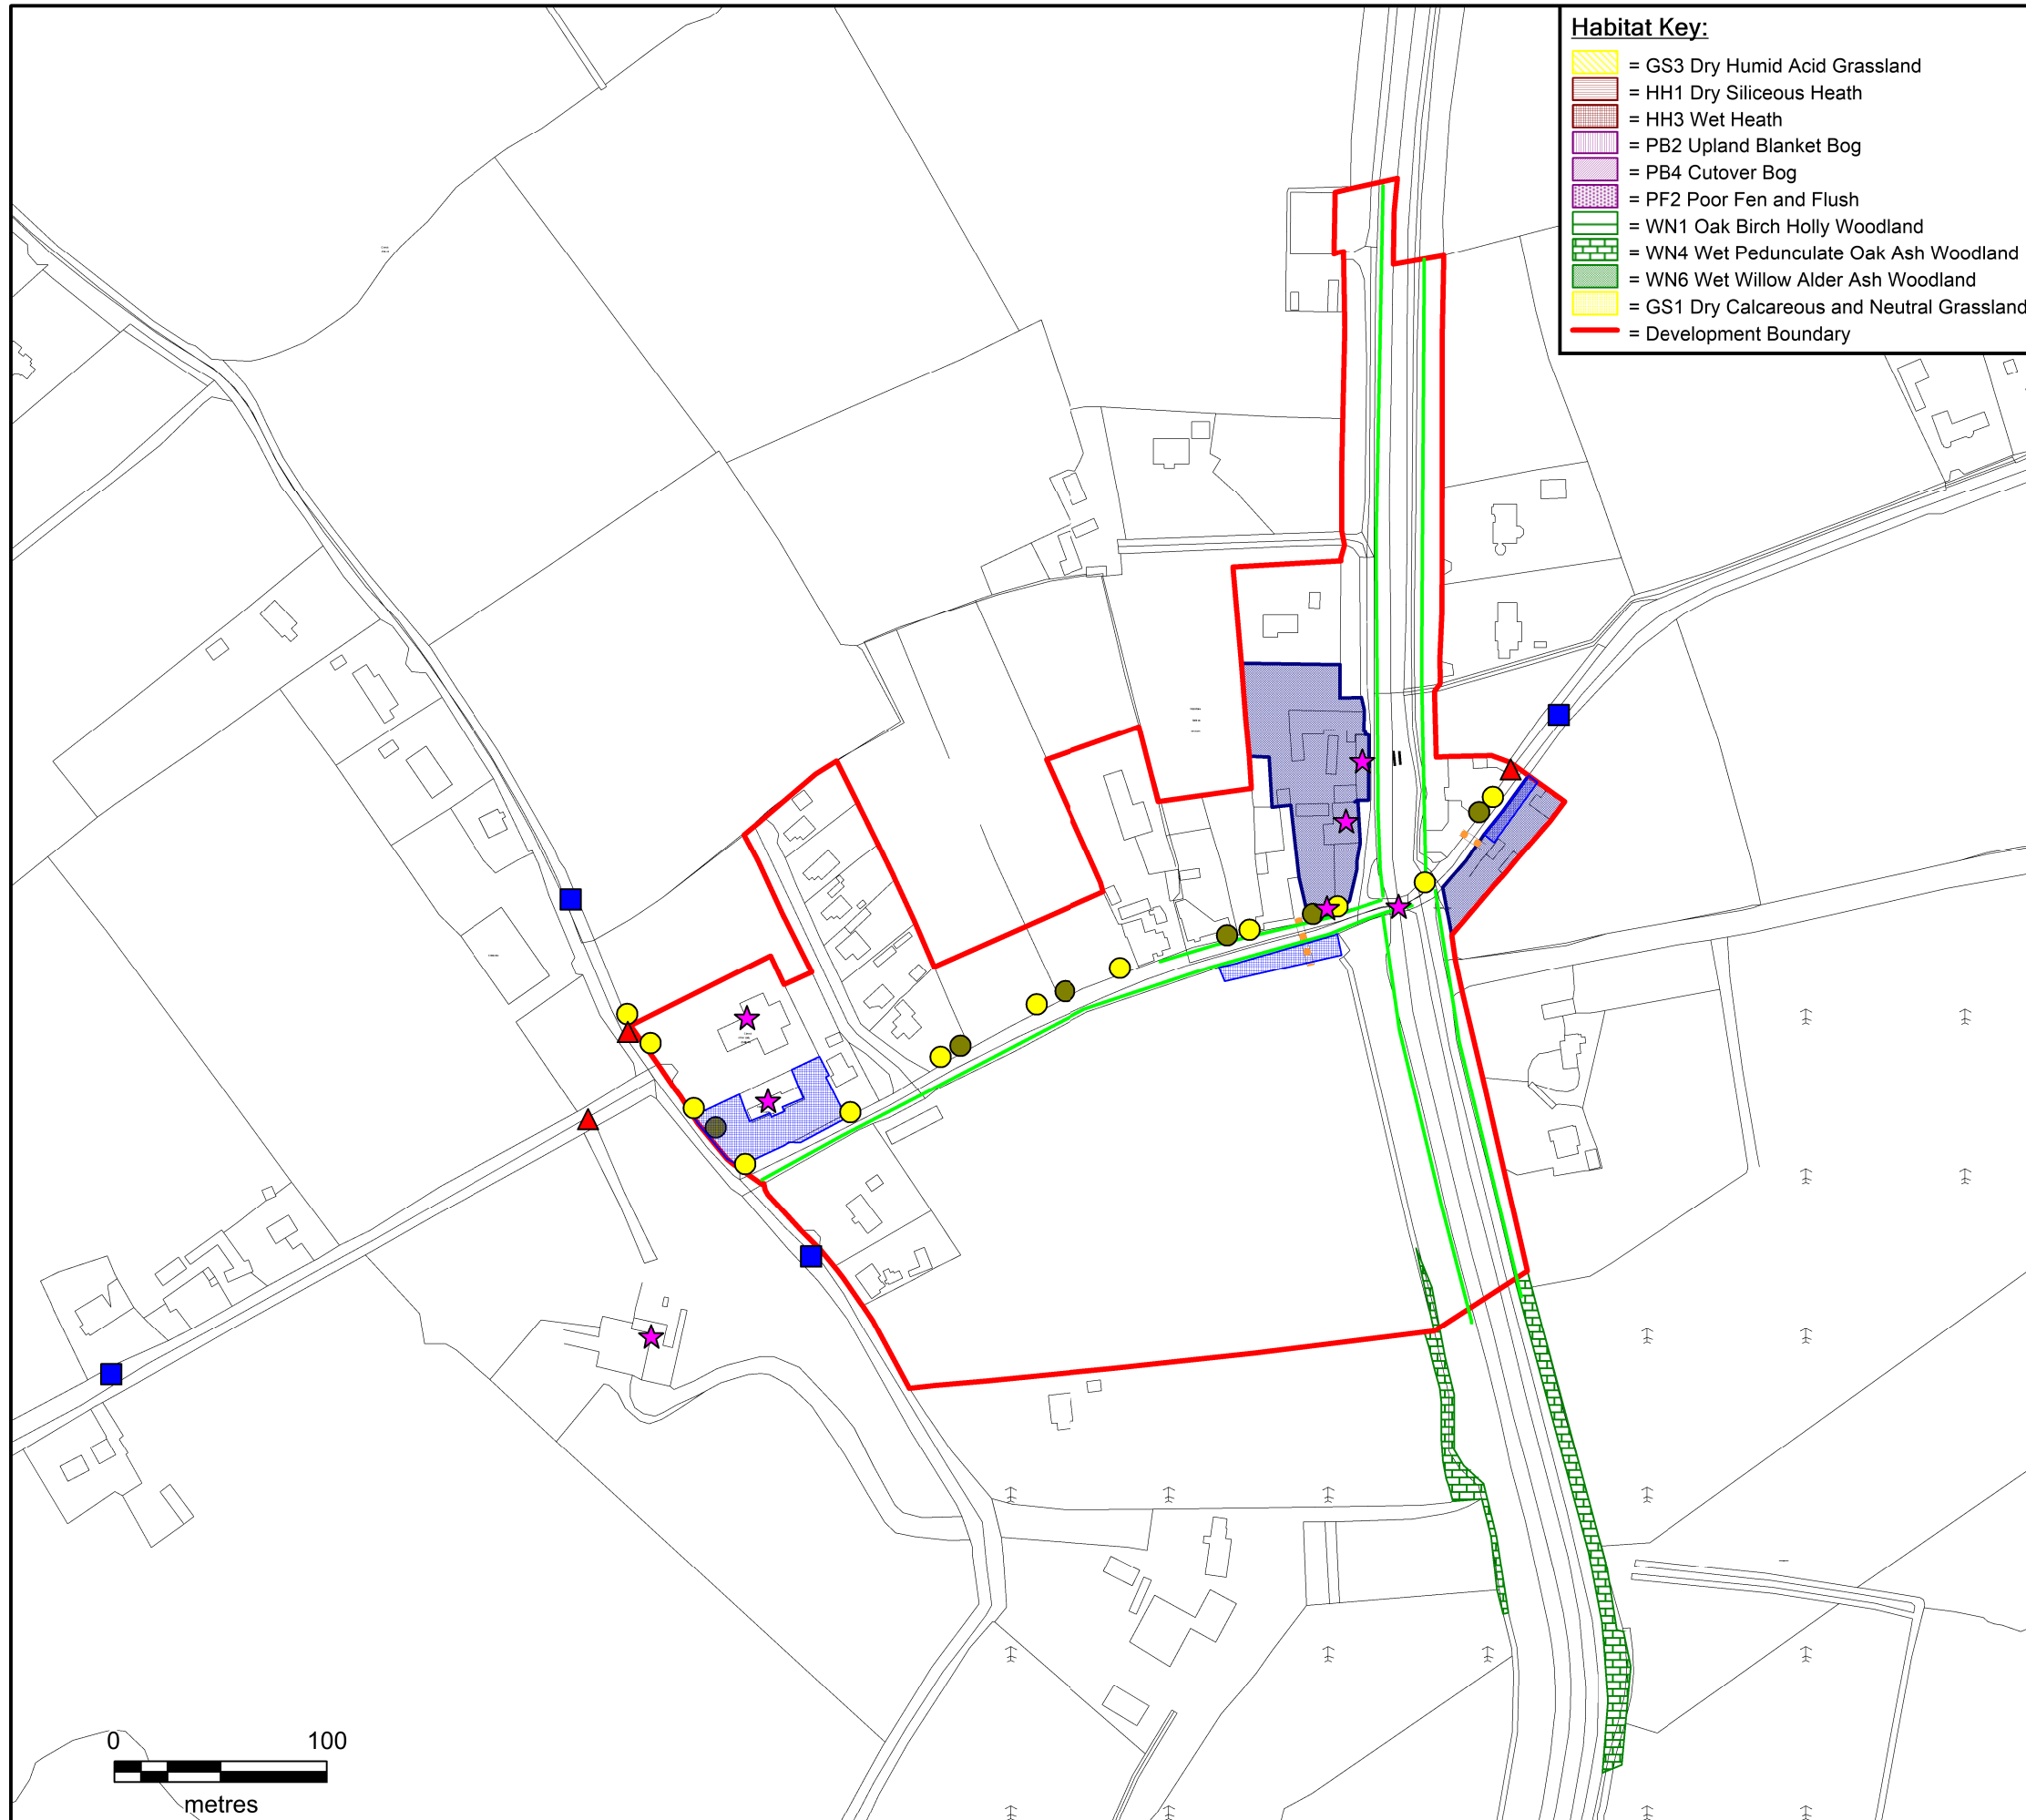 Habitat Key:
= GS3 Dry Humid Acid Grassland
= HH1 Dry Siliceous Heath
= HH3 Wet Heath
= PB2 Upland Blanket Bog
= PB4 Cutover Bog
= PF2 Poor Fen and Flush
= WN1 Oak Birch Holly Woodland
= WN4 Wet Pedunculate Oak Ash Woodland
= WN6 Wet Willow Alder Ash Woodland
= GS1 Dry Calcareous and Neutral Grassland
= Development Boundary
0 100
metres